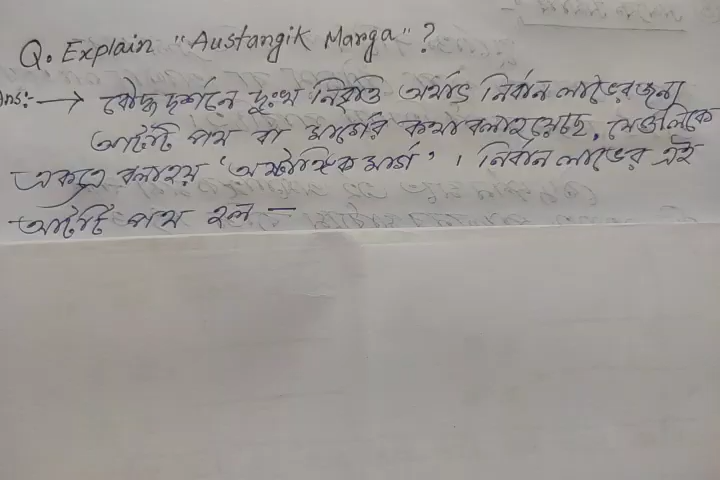 Q. Explain "Austangik Marga"?
Ans:- → বৌদ্ধ দর্শনে দুঃখ নিবৃত্তি অর্থাৎ নির্বান লাভের জন্য
আটটি পথ বা মার্গের কথা বলা হয়েছে, সেগুলিকে
একত্রে বলা হয় 'অষ্টাঙ্গিক মার্গ'। নির্বান লাভের এই
আটটি পথ হল —